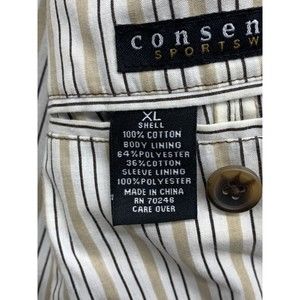 consen
SPORTSW
XL
SHELL
100% COTTON
BODY LINING
64% POLYESTER
36% COTTON
SLEEVE LINING
100% POLYESTER
MADE IN CHINA
RN 70246
CARE OVER